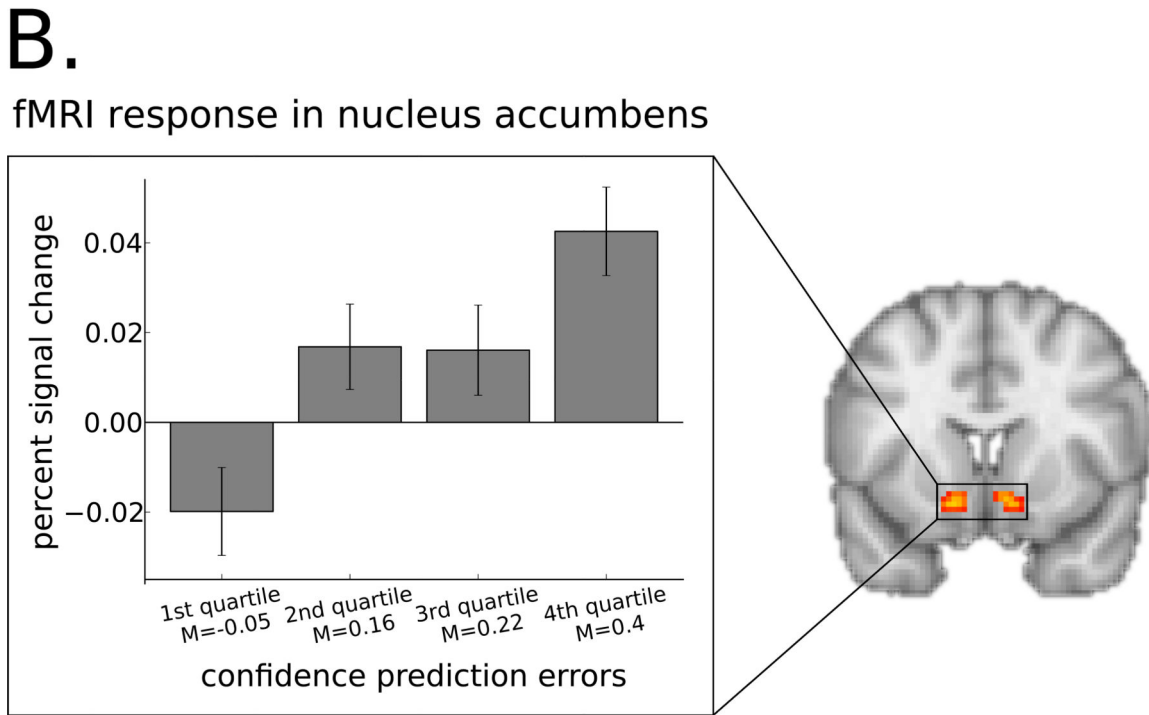 B.
fMRI response in nucleus accumbens
percent signal change
0.04
0.02
0.00
−0.02
1st quartile
M=-0.05
2nd quartile
M=0.16
3rd quartile
M=0.22
4th quartile
M=0.4
confidence prediction errors